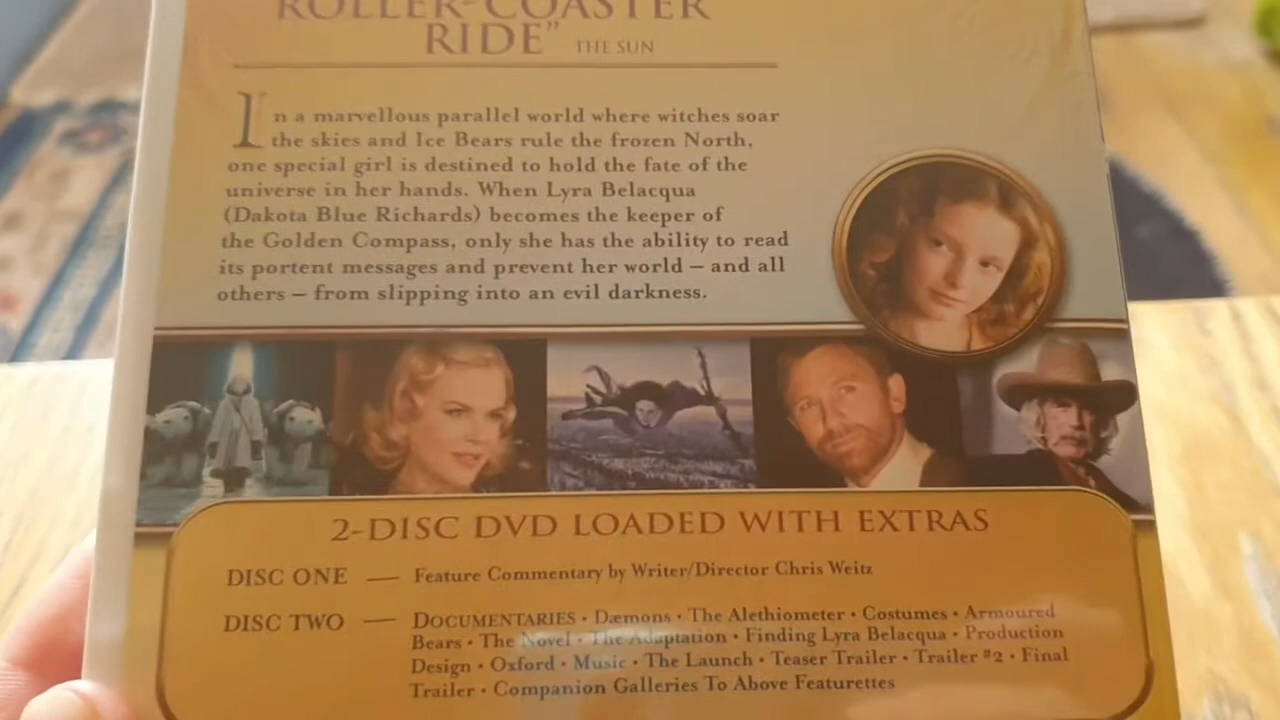 ROLLER-COASTER
RIDE" THE SUN
In a marvellous parallel world where witches soar
the skies and Ice Bears rule the frozen North,
one special girl is destined to hold the fate of the
universe in her hands. When Lyra Belacqua
(Dakota Blue Richards) becomes the keeper of
the Golden Compass, only she has the ability to read
its portent messages and prevent her world – and all
others – from slipping into an evil darkness.
2-DISC DVD LOADED WITH EXTRAS
DISC ONE — Feature Commentary by Writer/Director Chris Weitz
DISC TWO — DOCUMENTARIES · Dæmons · The Alethiometer · Costumes · Armoured
Bears · The Novel · The Adaptation · Finding Lyra Belacqua · Production
Design · Oxford · Music · The Launch · Teaser Trailer · Trailer #2 · Final
Trailer · Companion Galleries To Above Featurettes